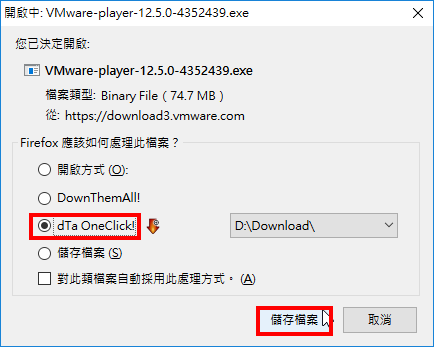 開啟中: VMware-player-12.5.0-4352439.exe
您已決定開啟:
VMware-player-12.5.0-4352439.exe
檔案類型: Binary File（74.7 MB）
從: https://download3.vmware.com
Firefox 應該如何處理此檔案？
開啟方式 (O):
DownThemAll!
dTa OneClick! D:\Download\
儲存檔案 (S)
對此類檔案自動採用此處理方式。(A)
儲存檔案 取消